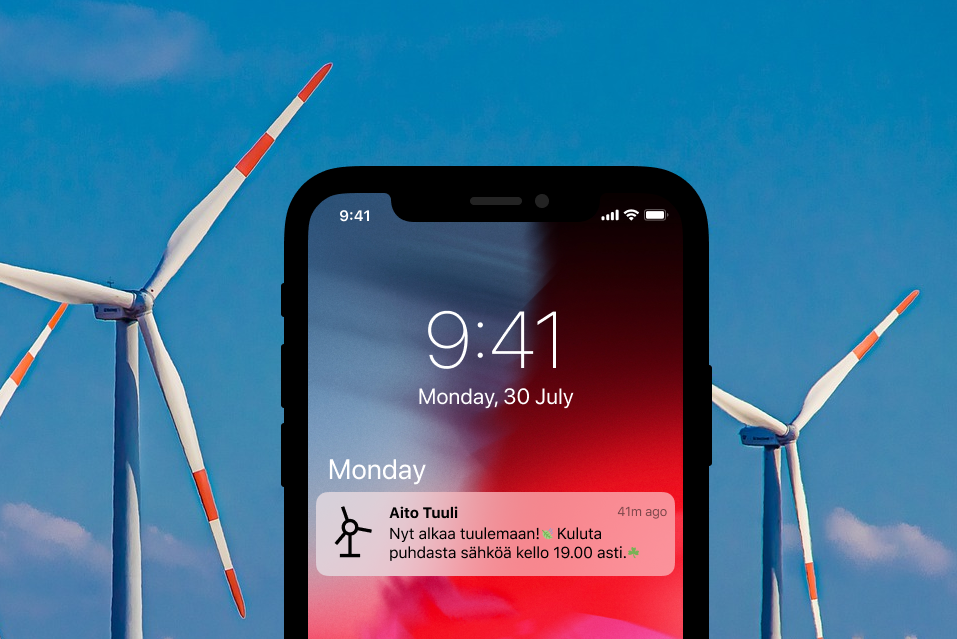 9:41
9:41
Monday, 30 July
Monday
Aito Tuuli 41m ago
Nyt alkaa tuulemaan!🌿Kuluta
puhdasta sähköä kello 19.00 asti.☘️